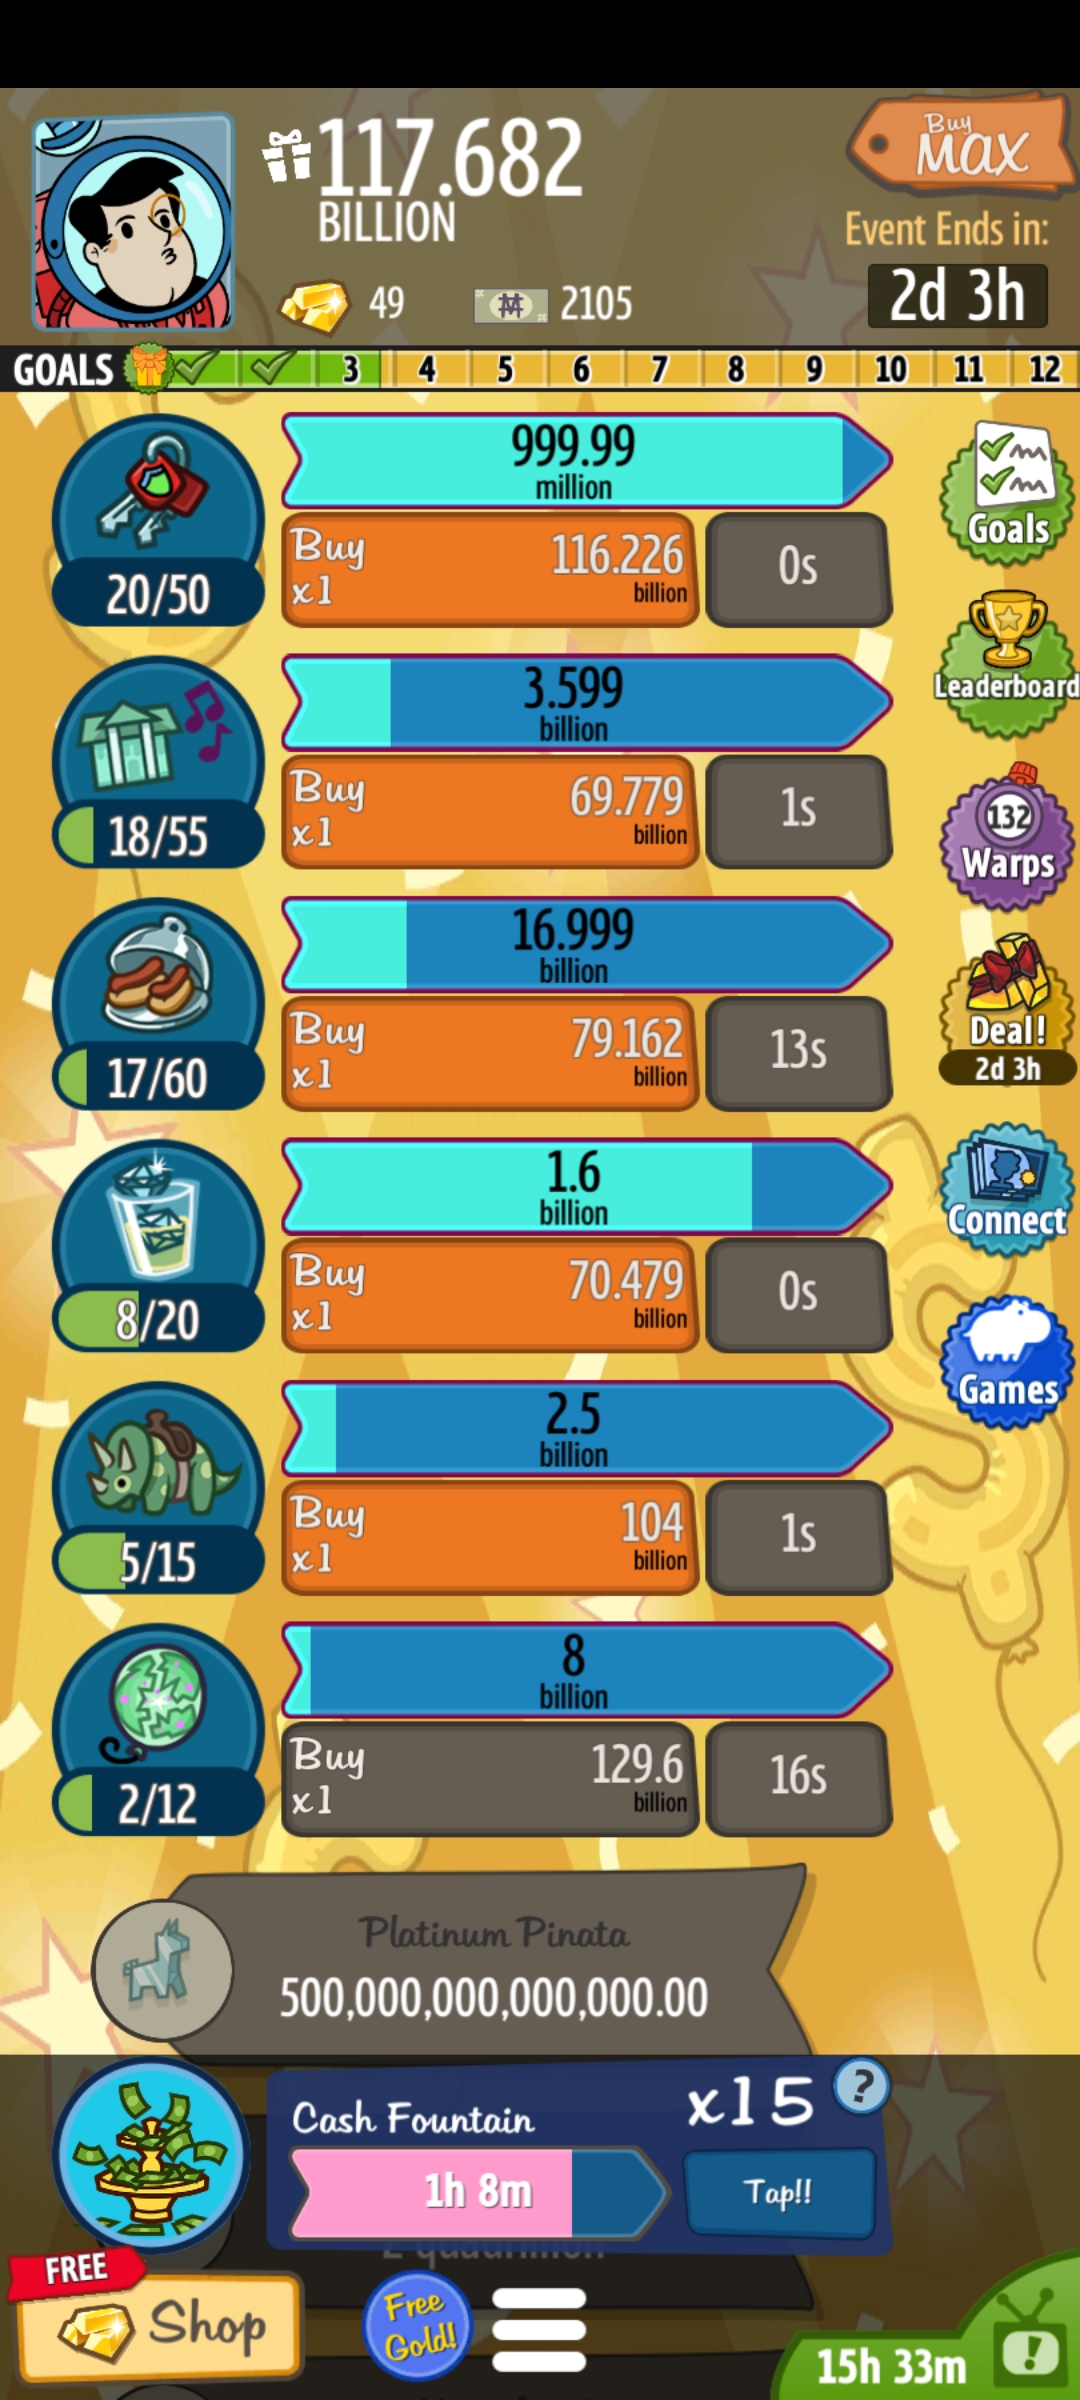 117.682
BILLION
Buy
MAX
Event Ends in:
2d 3h
49
2105
GOALS 3 4 5 6 7 8 9 10 11 12
999.99
million
Buy
x1
116.226
billion
0s
20/50
Goals
Leaderboard
3.599
billion
Buy
x1
69.779
billion
1s
18/55
132
Warps
16.999
billion
Buy
x1
79.162
billion
13s
17/60
Deal!
2d 3h
1.6
billion
Buy
x1
70.479
billion
0s
8/20
Connect
Games
2.5
billion
Buy
x1
104
billion
1s
5/15
8
billion
Buy
x1
129.6
billion
16s
2/12
Platinum Pinata
500,000,000,000,000.00
Cash Fountain
x15
?
1h 8m
Tap!!
FREE
Shop
Free
Gold!
15h 33m